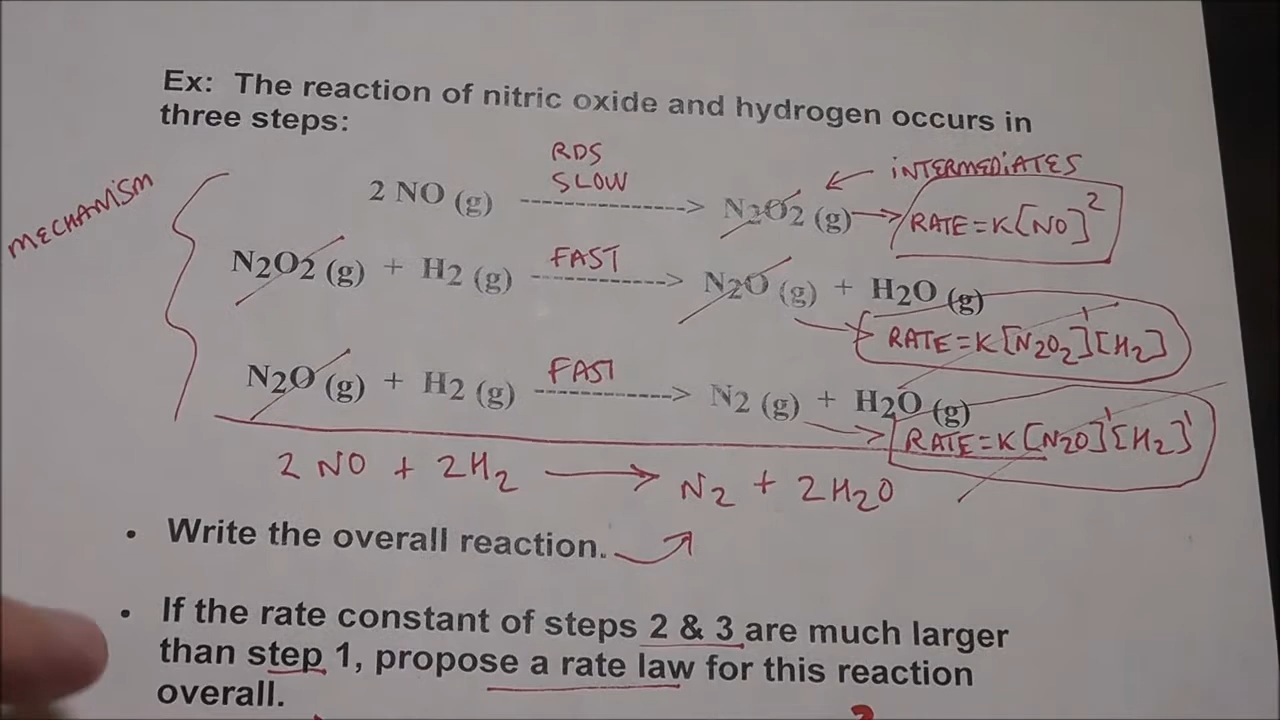 Ex: The reaction of nitric oxide and hydrogen occurs in
three steps:
MECHANISM
RDS
SLOW
INTERMEDIATES
2 NO (g) --------------> N2O2 (g) RATE=K[NO]²
FAST
N2O2 (g) + H2 (g) ------------> N2O (g) + H2O (g)
RATE=K[N₂O₂]¹[H₂]
FAST
N2O (g) + H2 (g) --------------> N2 (g) + H2O (g)
RATE=K[N2O]¹[H₂]¹
2 NO + 2H₂ → N₂ + 2H₂O
• Write the overall reaction.
• If the rate constant of steps 2 & 3 are much larger
than step 1, propose a rate law for this reaction
overall.